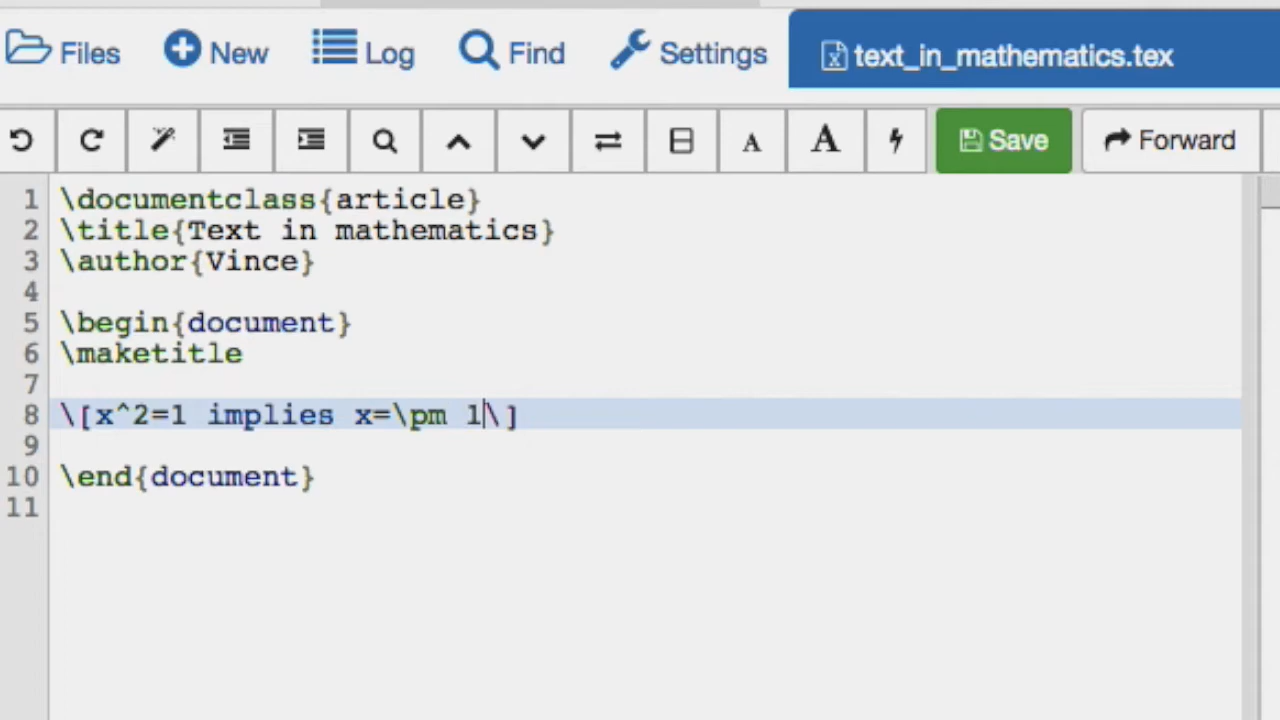 Files New Log Find Settings text_in_mathematics.tex
A A Save Forward
1 \documentclass{article}
2 \title{Text in mathematics}
3 \author{Vince}
4
5 \begin{document}
6 \maketitle
7
8 \[x^2=1 implies x=\pm 1\]
9
10 \end{document}
11